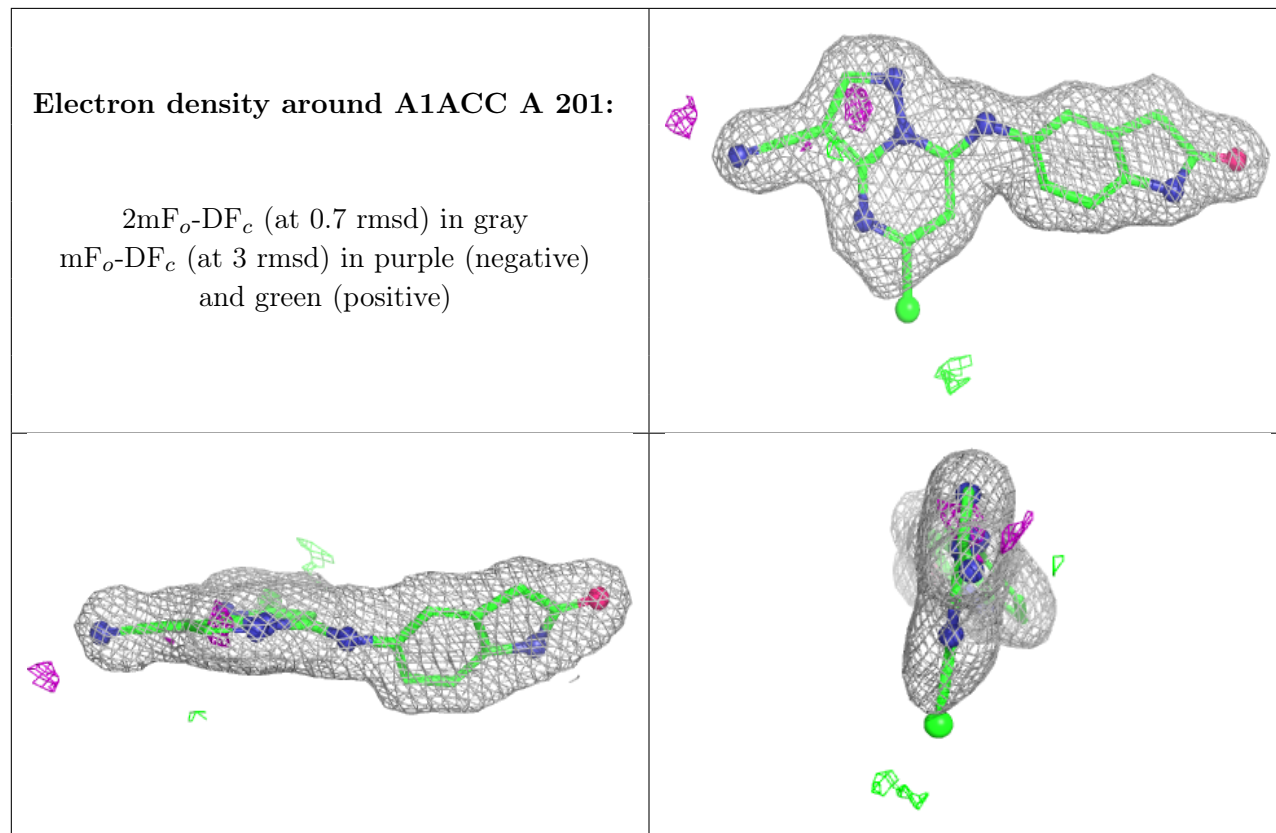 Electron density around A1ACC A 201:
2mFo-DFc (at 0.7 rmsd) in gray
mFo-DFc (at 3 rmsd) in purple (negative)
and green (positive)